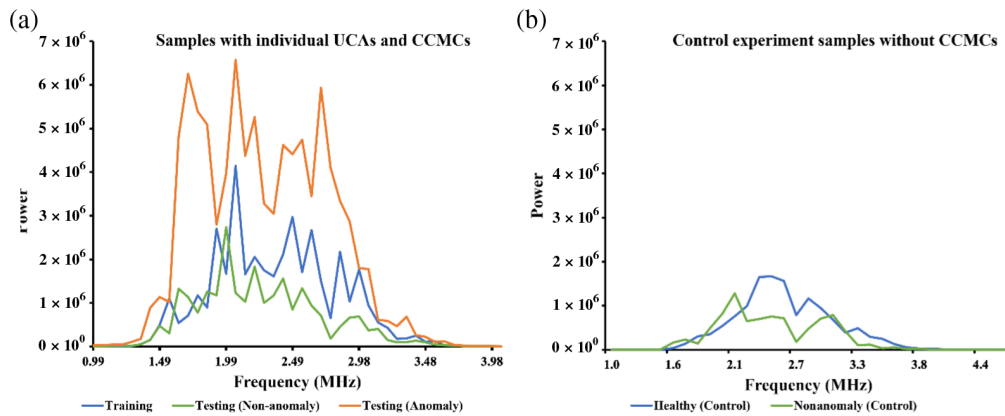 (a)
Samples with individual UCAs and CCMCs
7 × 10⁶
6 × 10⁶
5 × 10⁶
4 × 10⁶
3 × 10⁶
2 × 10⁶
1 × 10⁶
0 × 10⁰
Power
0.99 1.49 1.99 2.49 2.98 2.98 3.48 3.98
Frequency (MHz)
Training Testing (Non-anomaly) Testing (Anomaly)
(b)
Control experiment samples without CCMCs
7 × 10⁶
6 × 10⁶
5 × 10⁶
4 × 10⁶
3 × 10⁶
2 × 10⁶
1 × 10⁶
0 × 10⁰
Power
1.0 1.6 2.1 2.7 3.3 3.8 4.4
Frequency (MHz)
Healthy (Control) Nonanomaly (Control)